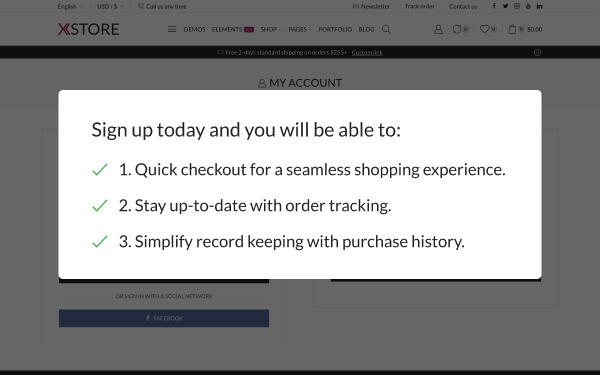 English USD / $ Call us any time Newsletter Track order Contact us
XSTORE DEMOS ELEMENTS SHOP PAGES PORTFOLIO BLOG 0 0 0 $0.00
Free 2-days standard shipping on orders $255+ Custom link
MY ACCOUNT
Sign up today and you will be able to:
1. Quick checkout for a seamless shopping experience.
2. Stay up-to-date with order tracking.
3. Simplify record keeping with purchase history.
OR SIGN IN WITH A SOCIAL NETWORK
FACEBOOK